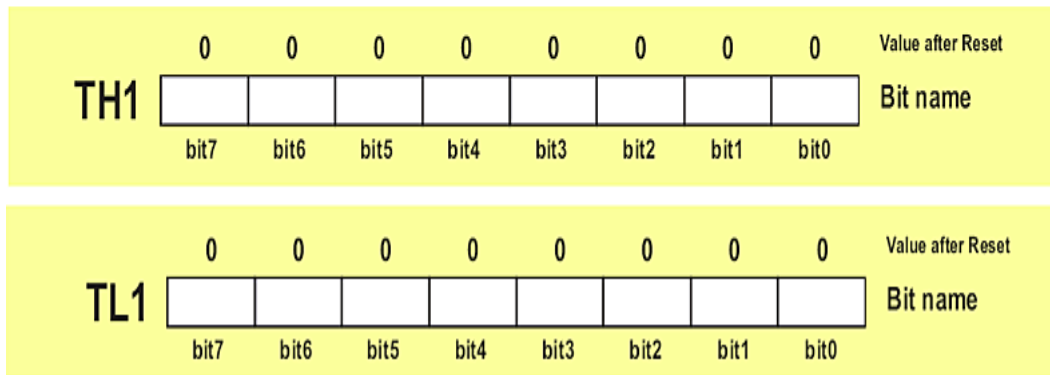 0 0 0 0 0 0 0 0 Value after Reset
TH1 Bit name
bit7 bit6 bit5 bit4 bit3 bit2 bit1 bit0
0 0 0 0 0 0 0 0 Value after Reset
TL1 Bit name
bit7 bit6 bit5 bit4 bit3 bit2 bit1 bit0